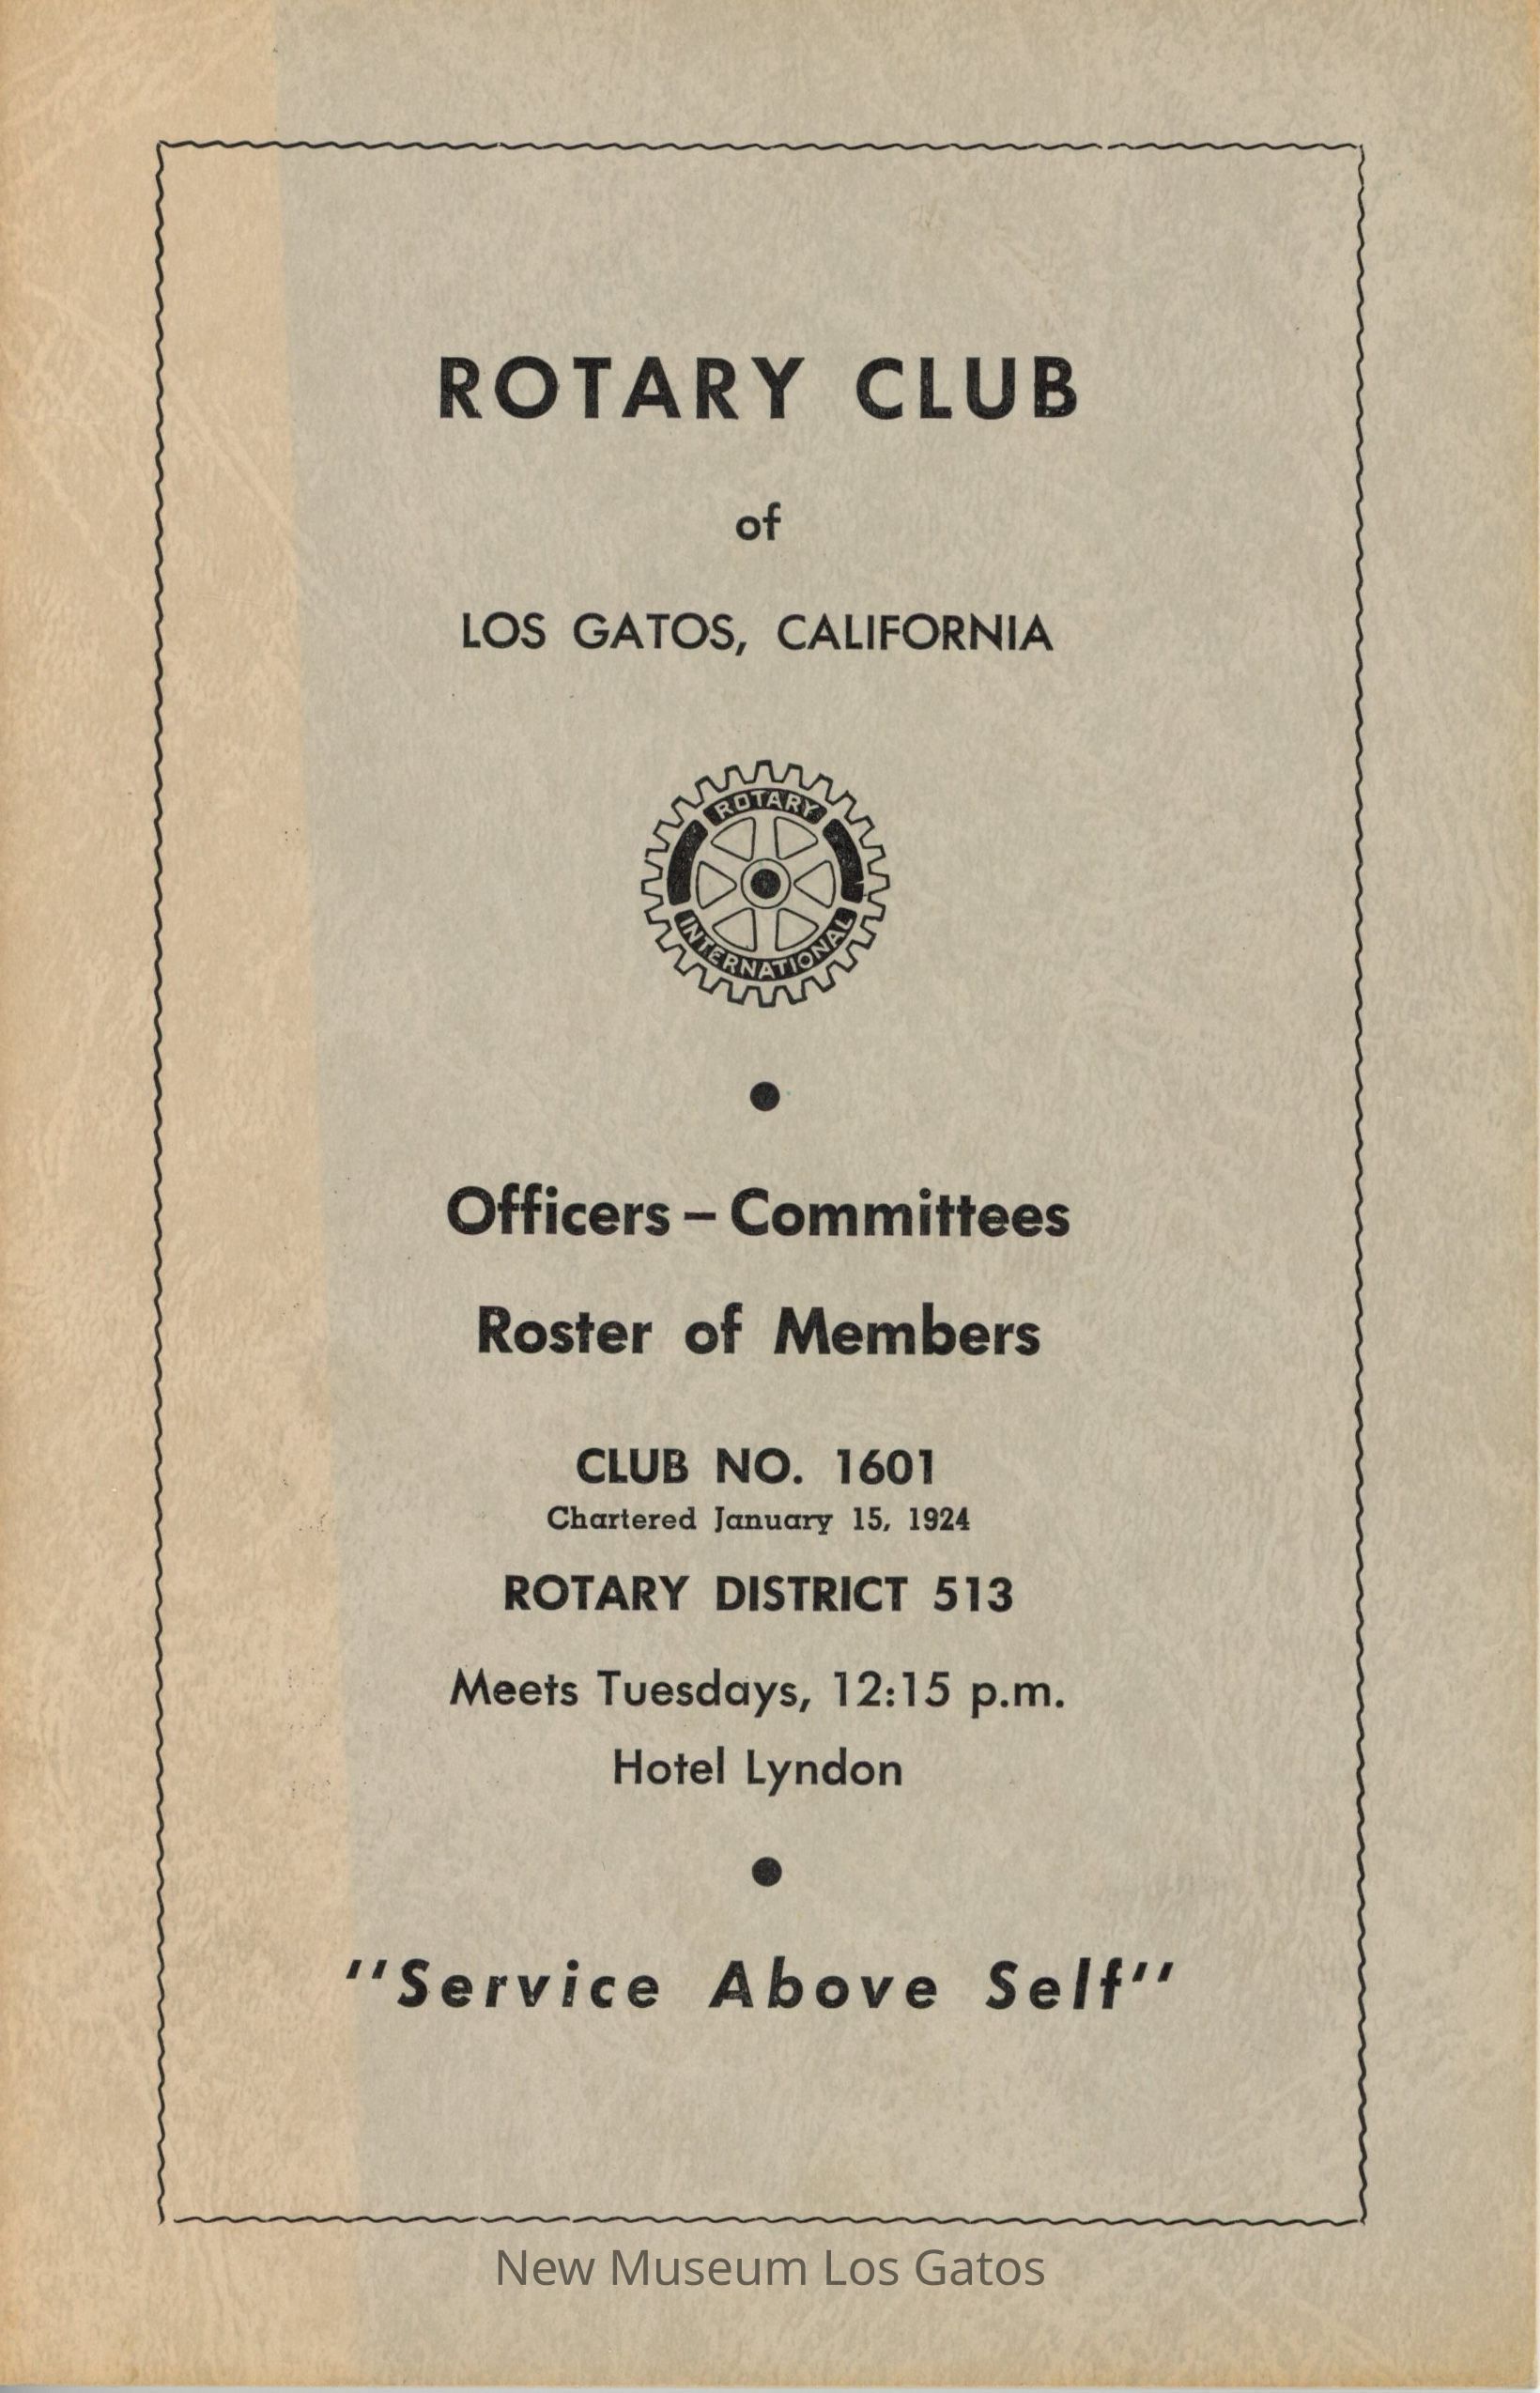 ROTARY CLUB
of
LOS GATOS, CALIFORNIA
ROTARY
INTERNATIONAL
Officers – Committees
Roster of Members
CLUB NO. 1601
Chartered January 15, 1924
ROTARY DISTRICT 513
Meets Tuesdays, 12:15 p.m.
Hotel Lyndon
"Service Above Self"
New Museum Los Gatos